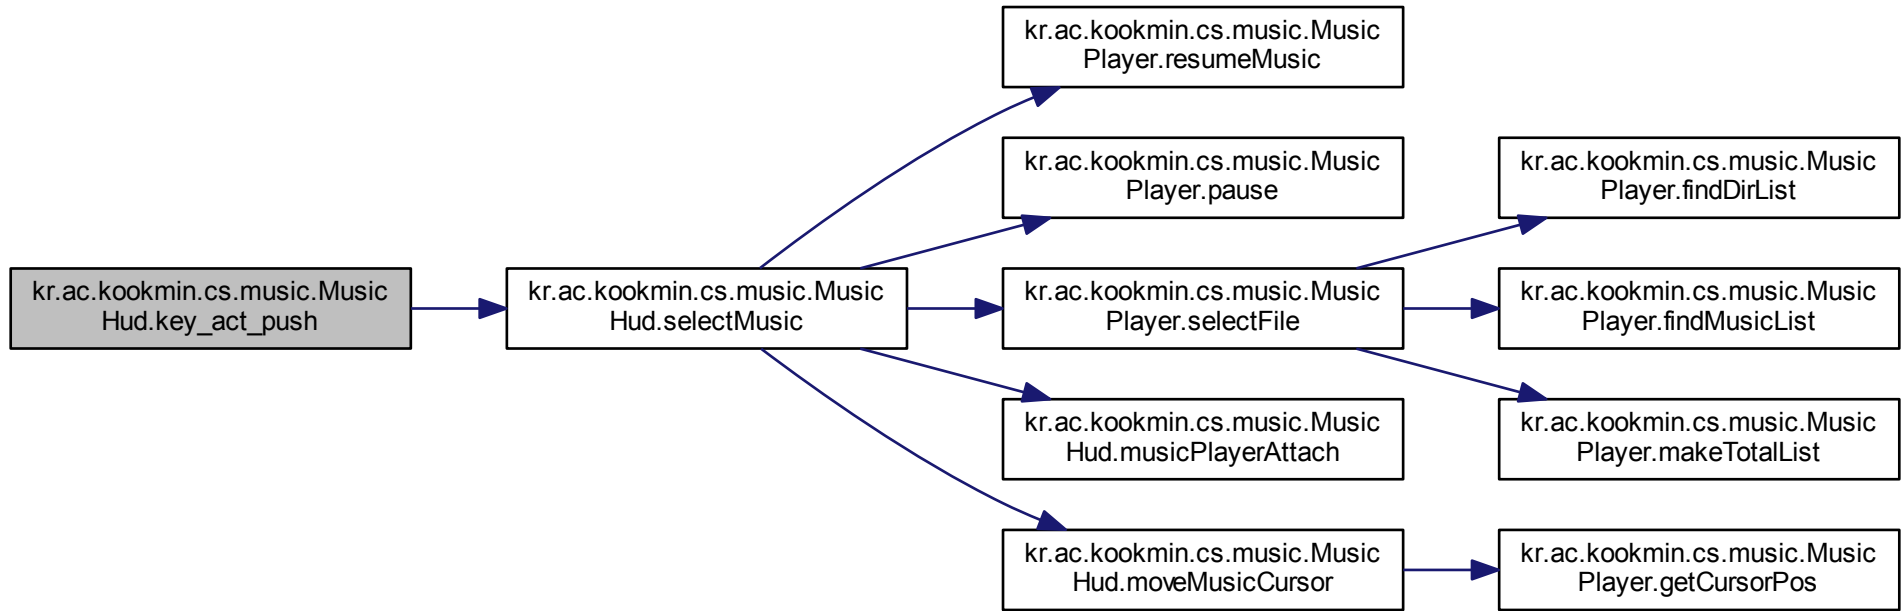 kr.ac.kookmin.cs.music.Music
Player.resumeMusic
kr.ac.kookmin.cs.music.Music
Player.pause
kr.ac.kookmin.cs.music.Music
Player.findDirList
kr.ac.kookmin.cs.music.Music
Hud.key_act_push
kr.ac.kookmin.cs.music.Music
Hud.selectMusic
kr.ac.kookmin.cs.music.Music
Player.selectFile
kr.ac.kookmin.cs.music.Music
Player.findMusicList
kr.ac.kookmin.cs.music.Music
Hud.musicPlayerAttach
kr.ac.kookmin.cs.music.Music
Player.makeTotalList
kr.ac.kookmin.cs.music.Music
Hud.moveMusicCursor
kr.ac.kookmin.cs.music.Music
Player.getCursorPos